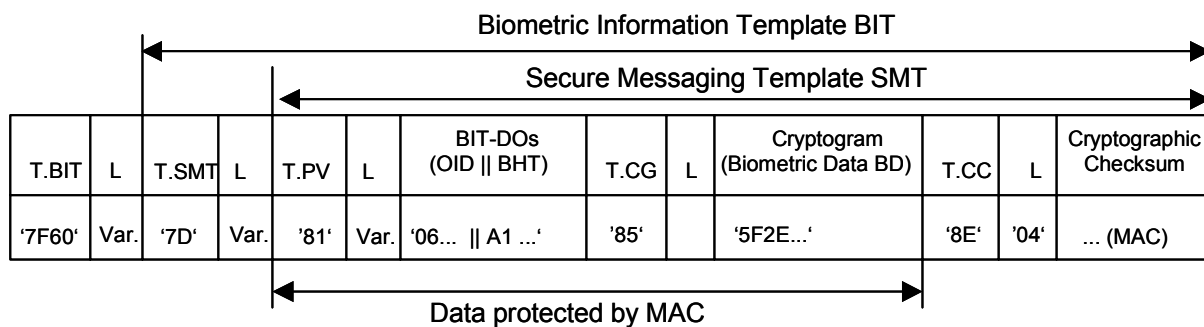 Biometric Information Template BIT
Secure Messaging Template SMT
T.BIT L T.SMT L T.PV L BIT-DOs (OID || BHT) T.CG L Cryptogram (Biometric Data BD) T.CC L Cryptographic Checksum
'7F60‘ Var. '7D‘ Var. '81‘ Var. '06... || A1 ...‘ '85‘ '5F2E...‘ '8E‘ '04‘ ... (MAC)
Data protected by MAC